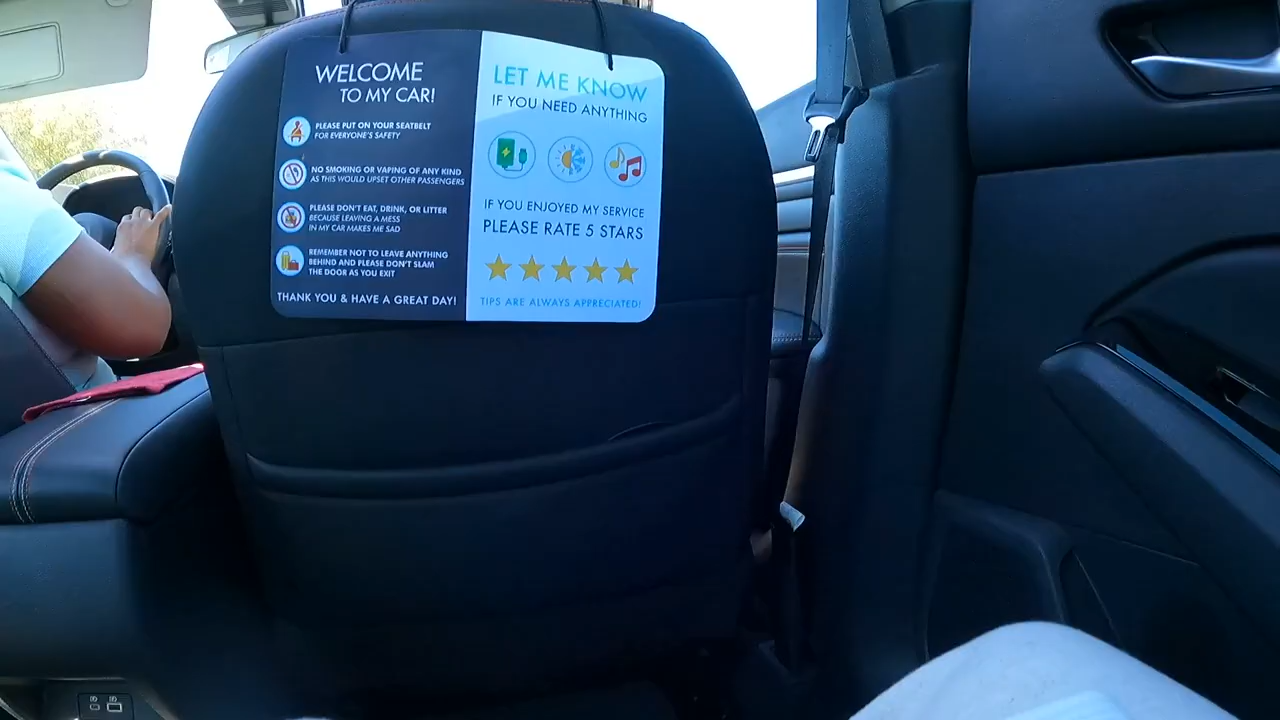 WELCOME
TO MY CAR!
PLEASE PUT ON YOUR SEATBELT
FOR EVERYONE'S SAFETY
NO SMOKING OR VAPING OF ANY KIND
AS THIS WOULD UPSET OTHER PASSENGERS
PLEASE DON'T EAT, DRINK, OR LITTER
BECAUSE LEAVING A MESS
IN MY CAR MAKES ME SAD
REMEMBER NOT TO LEAVE ANYTHING
BEHIND AND PLEASE DON'T SLAM
THE DOOR AS YOU EXIT
THANK YOU & HAVE A GREAT DAY!
LET ME KNOW
IF YOU NEED ANYTHING
IF YOU ENJOYED MY SERVICE
PLEASE RATE 5 STARS
TIPS ARE ALWAYS APPRECIATED!